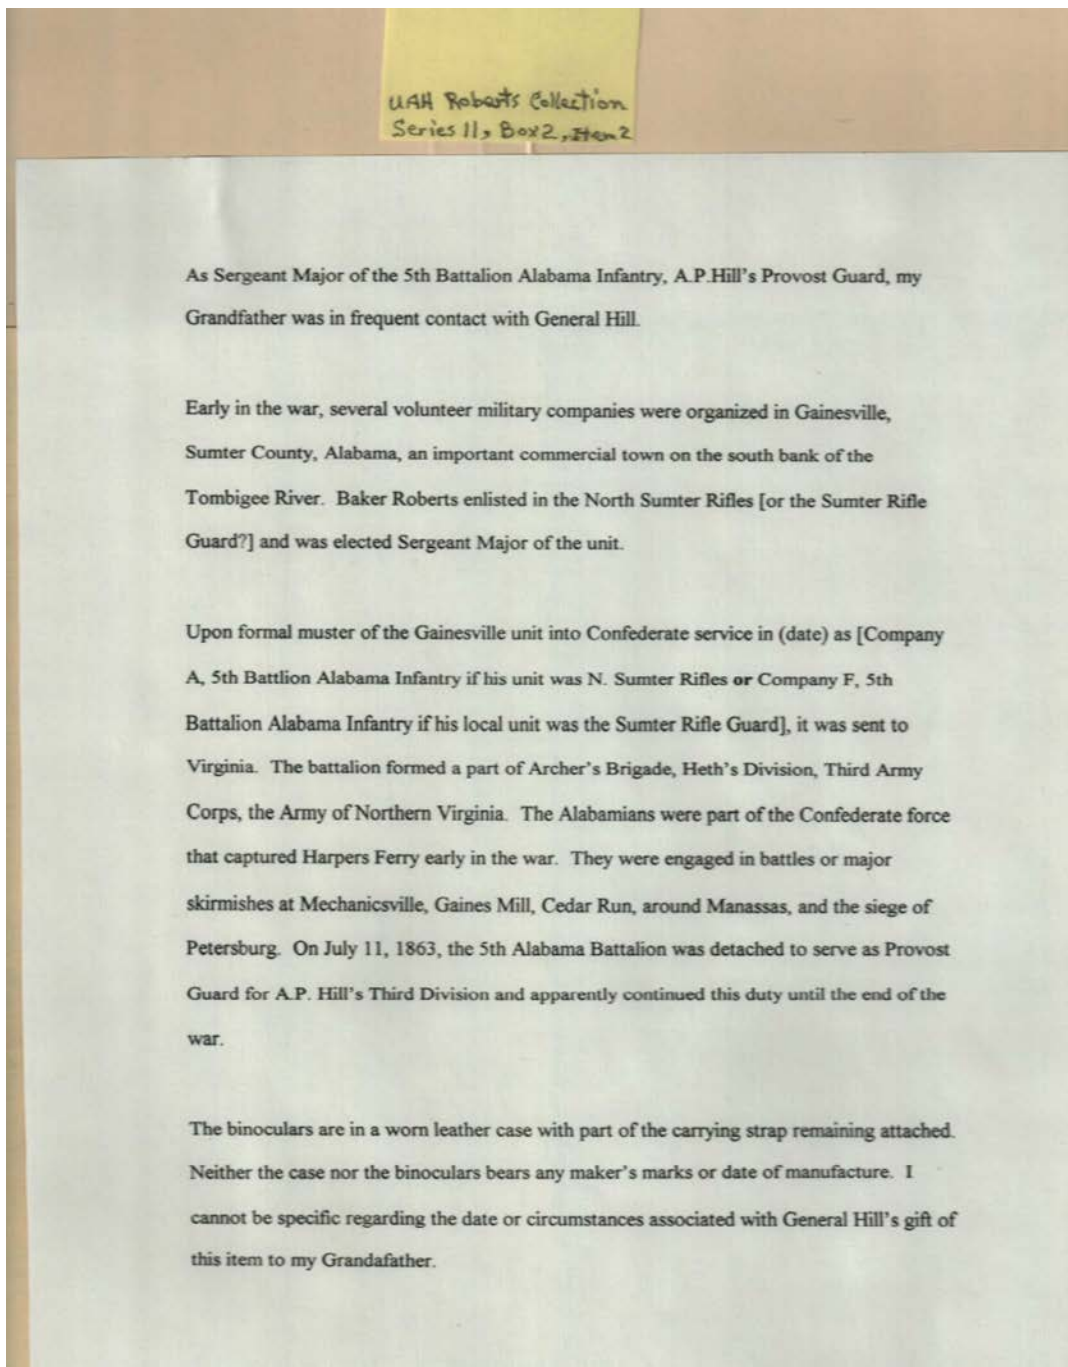 UAH Roberts Collection
Series 11, Box 2, Item 2
As Sergeant Major of the 5th Battalion Alabama Infantry, A.P.Hill's Provost Guard, my
Grandfather was in frequent contact with General Hill.
Early in the war, several volunteer military companies were organized in Gainesville,
Sumter County, Alabama, an important commercial town on the south bank of the
Tombigee River. Baker Roberts enlisted in the North Sumter Rifles [or the Sumter Rifle
Guard?] and was elected Sergeant Major of the unit.
Upon formal muster of the Gainesville unit into Confederate service in (date) as [Company
A, 5th Battlion Alabama Infantry if his unit was N. Sumter Rifles or Company F, 5th
Battalion Alabama Infantry if his local unit was the Sumter Rifle Guard], it was sent to
Virginia. The battalion formed a part of Archer's Brigade, Heth's Division, Third Army
Corps, the Army of Northern Virginia. The Alabamians were part of the Confederate force
that captured Harpers Ferry early in the war. They were engaged in battles or major
skirmishes at Mechanicsville, Gaines Mill, Cedar Run, around Manassas, and the siege of
Petersburg. On July 11, 1863, the 5th Alabama Battalion was detached to serve as Provost
Guard for A.P. Hill's Third Division and apparently continued this duty until the end of the
war.
The binoculars are in a worn leather case with part of the carrying strap remaining attached.
Neither the case nor the binoculars bears any maker's marks or date of manufacture. I
cannot be specific regarding the date or circumstances associated with General Hill's gift of
this item to my Grandafather.